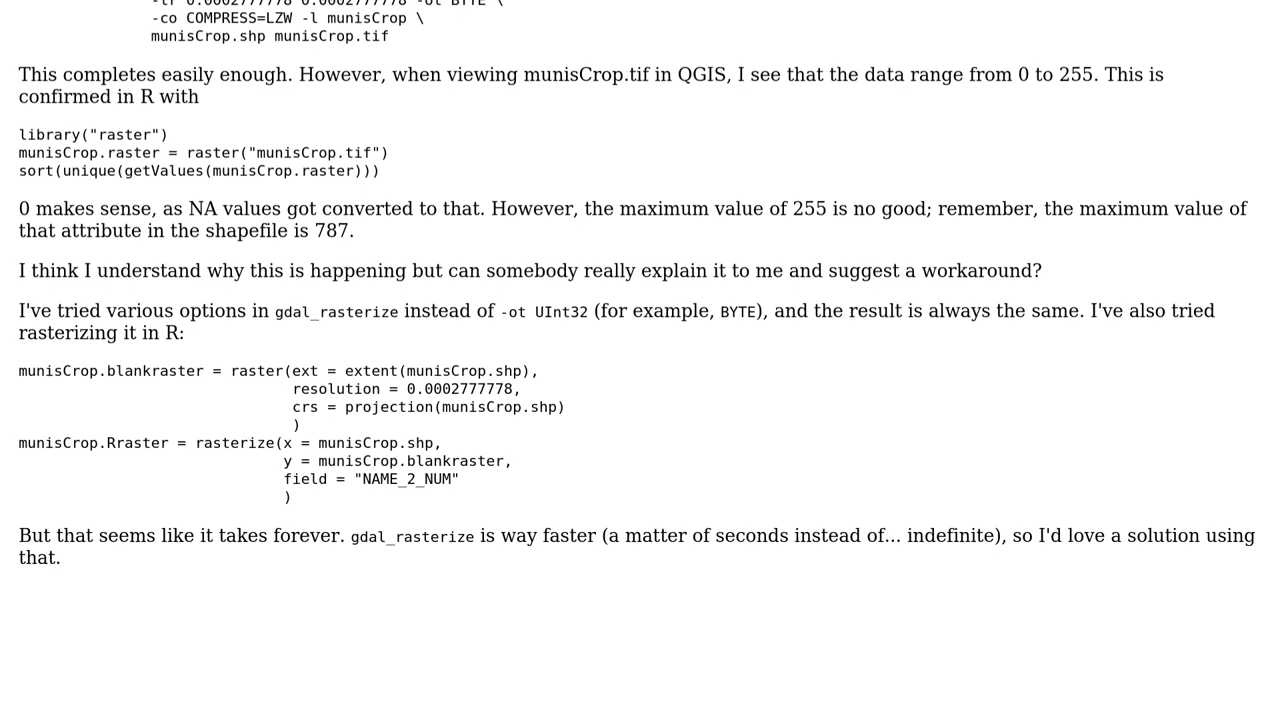 -tr 0.0002777778 0.0002777778 -ot BYTE \
-co COMPRESS=LZW -l munisCrop \
munisCrop.shp munisCrop.tif
This completes easily enough. However, when viewing munisCrop.tif in QGIS, I see that the data range from 0 to 255. This is
confirmed in R with
library("raster")
munisCrop.raster = raster("munisCrop.tif")
sort(unique(getValues(munisCrop.raster)))
0 makes sense, as NA values got converted to that. However, the maximum value of 255 is no good; remember, the maximum value of
that attribute in the shapefile is 787.
I think I understand why this is happening but can somebody really explain it to me and suggest a workaround?
I've tried various options in gdal_rasterize instead of -ot UInt32 (for example, BYTE), and the result is always the same. I've also tried
rasterizing it in R:
munisCrop.blankraster = raster(ext = extent(munisCrop.shp),
resolution = 0.0002777778,
crs = projection(munisCrop.shp)
)
munisCrop.Rraster = rasterize(x = munisCrop.shp,
y = munisCrop.blankraster,
field = "NAME_2_NUM"
)
But that seems like it takes forever. gdal_rasterize is way faster (a matter of seconds instead of... indefinite), so I'd love a solution using
that.